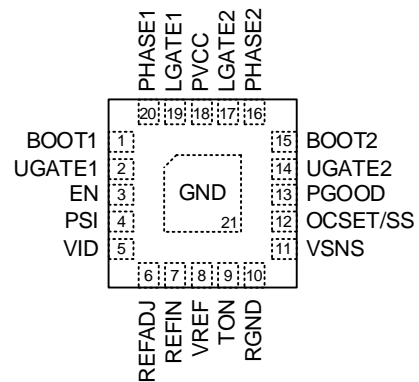 PHASE1
LGATE1
PVCC
LGATE2
PHASE2
20 19 18 17 16
BOOT1 1 15 BOOT2
UGATE1 2 14 UGATE2
EN 3 GND 13 PGOOD
PSI 4 21 12 OCSET/SS
VID 5 11 VSNS
6 7 8 9 10
REFADJ
REFIN
VREF
TON
RGND